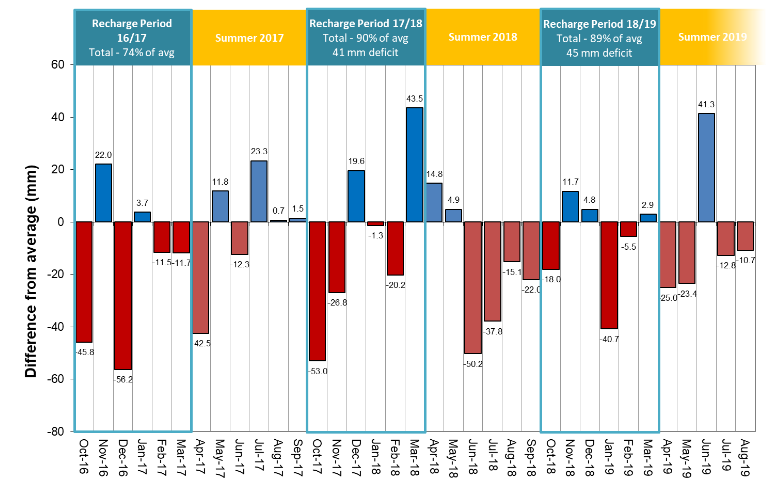 Recharge Period
16/17
Total - 74% of avg
Summer 2017
Recharge Period 17/18
Total - 90% of avg
41 mm deficit
Summer 2018
Recharge Period 18/19
Total - 89% of avg
45 mm deficit
Summer 2019
Difference from average (mm)
60
40
20
0
-20
-40
-60
-80
-45.8
22.0
-56.2
3.7
-11.5
-11.7
-42.5
11.8
-12.3
23.3
0.7
1.5
-53.0
-26.8
19.6
-1.3
-20.2
43.5
14.8
4.9
-50.2
-37.8
-15.1
-22.0
-18.0
11.7
4.8
-40.7
-5.5
2.9
-25.0
-23.4
41.3
-12.8
-10.7
Oct-16
Nov-16
Dec-16
Jan-17
Feb-17
Mar-17
Apr-17
May-17
Jun-17
Jul-17
Aug-17
Sep-17
Oct-17
Nov-17
Dec-17
Jan-18
Feb-18
Mar-18
Apr-18
May-18
Jun-18
Jul-18
Aug-18
Sep-18
Oct-18
Nov-18
Dec-18
Jan-19
Feb-19
Mar-19
Apr-19
May-19
Jun-19
Jul-19
Aug-19